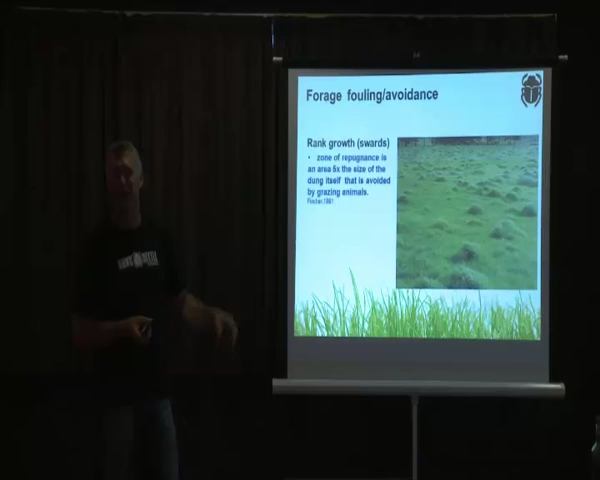 Forage fouling/avoidance
Rank growth (swards)
• zone of repugnance is
an area 5x the size of the
dung itself that is avoided
by grazing animals.